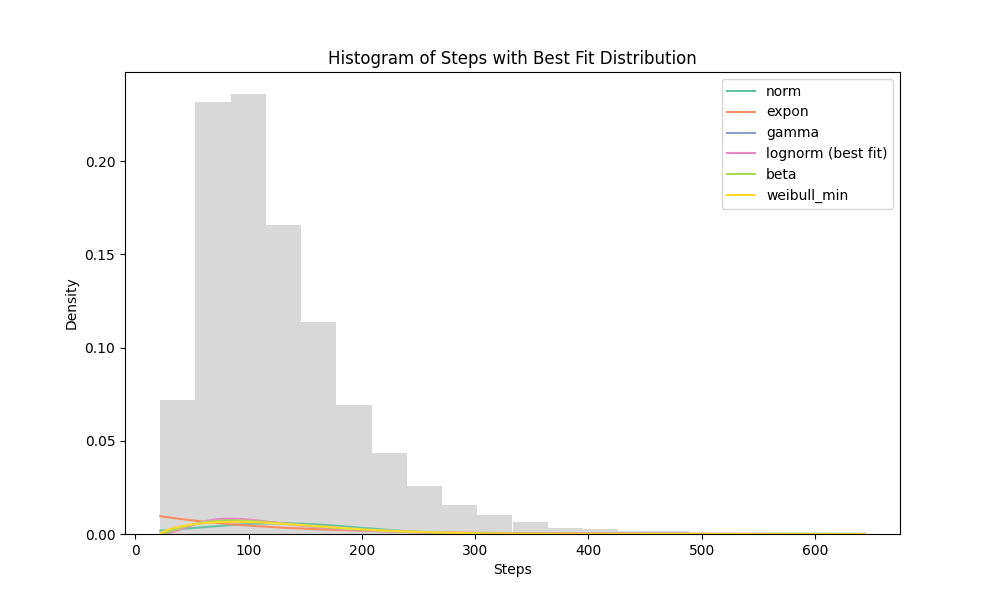 Histogram of Steps with Best Fit Distribution
norm
expon
gamma
lognorm (best fit)
beta
weibull_min
0.20
0.15
0.10
0.05
0.00
Density
0 100 200 300 400 500 600
Steps